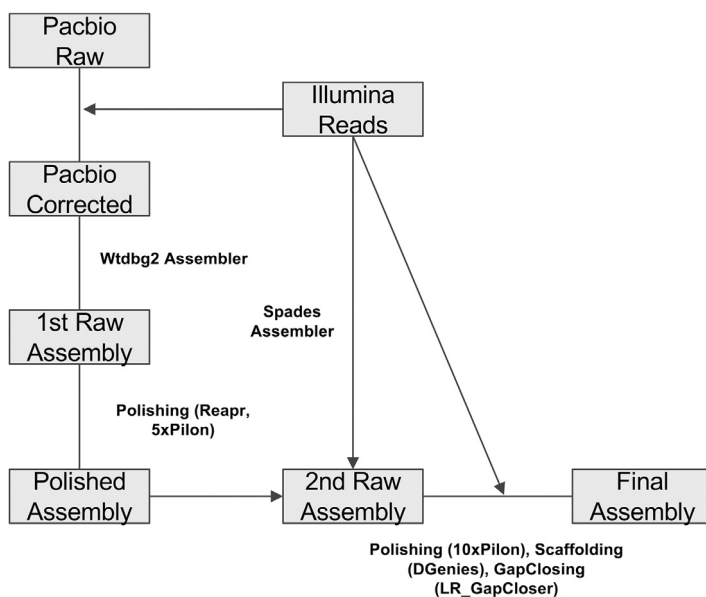 Pacbio
Raw
Illumina
Reads
Pacbio
Corrected
Wtdbg2 Assembler
1st Raw
Assembly
Spades
Assembler
Polishing (Reapr,
5xPilon)
Polished
Assembly
2nd Raw
Assembly
Final
Assembly
Polishing (10xPilon), Scaffolding
(DGenies), GapClosing
(LR_GapCloser)